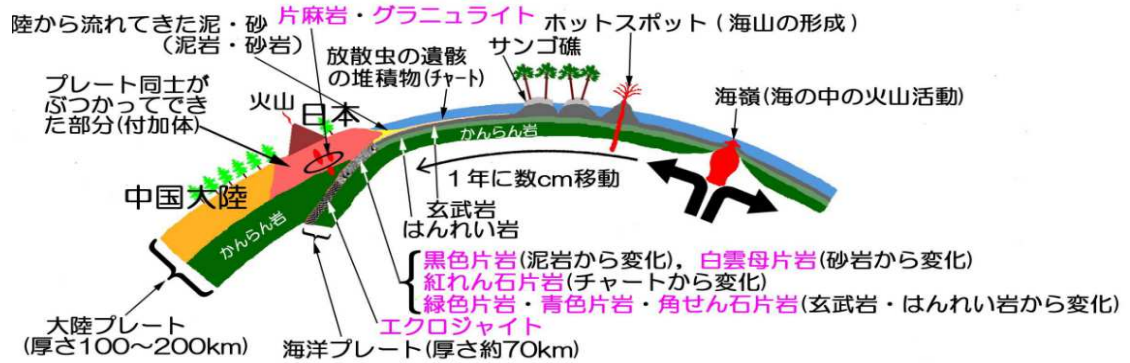 陸から流れてきた泥・砂
(泥岩・砂岩)
片麻岩・グラニュライト
放散虫の遺骸
の堆積物(チャート)
サンゴ礁
ホットスポット(海山の形成)
海嶺(海の中の火山活動)
プレート同士が
ぶつかってでき
た部分(付加体)
火山
日本
中国大陸
かんらん岩
かんらん岩
1年に数cm移動
玄武岩
はんれい岩
黒色片岩(泥岩から変化),白雲母片岩(砂岩から変化)
紅れん石片岩(チャートから変化)
緑色片岩・青色片岩・角せん石片岩(玄武岩・はんれい岩から変化)
エクロジャイト
大陸プレート
(厚さ100〜200km)
海洋プレート(厚さ約70km)